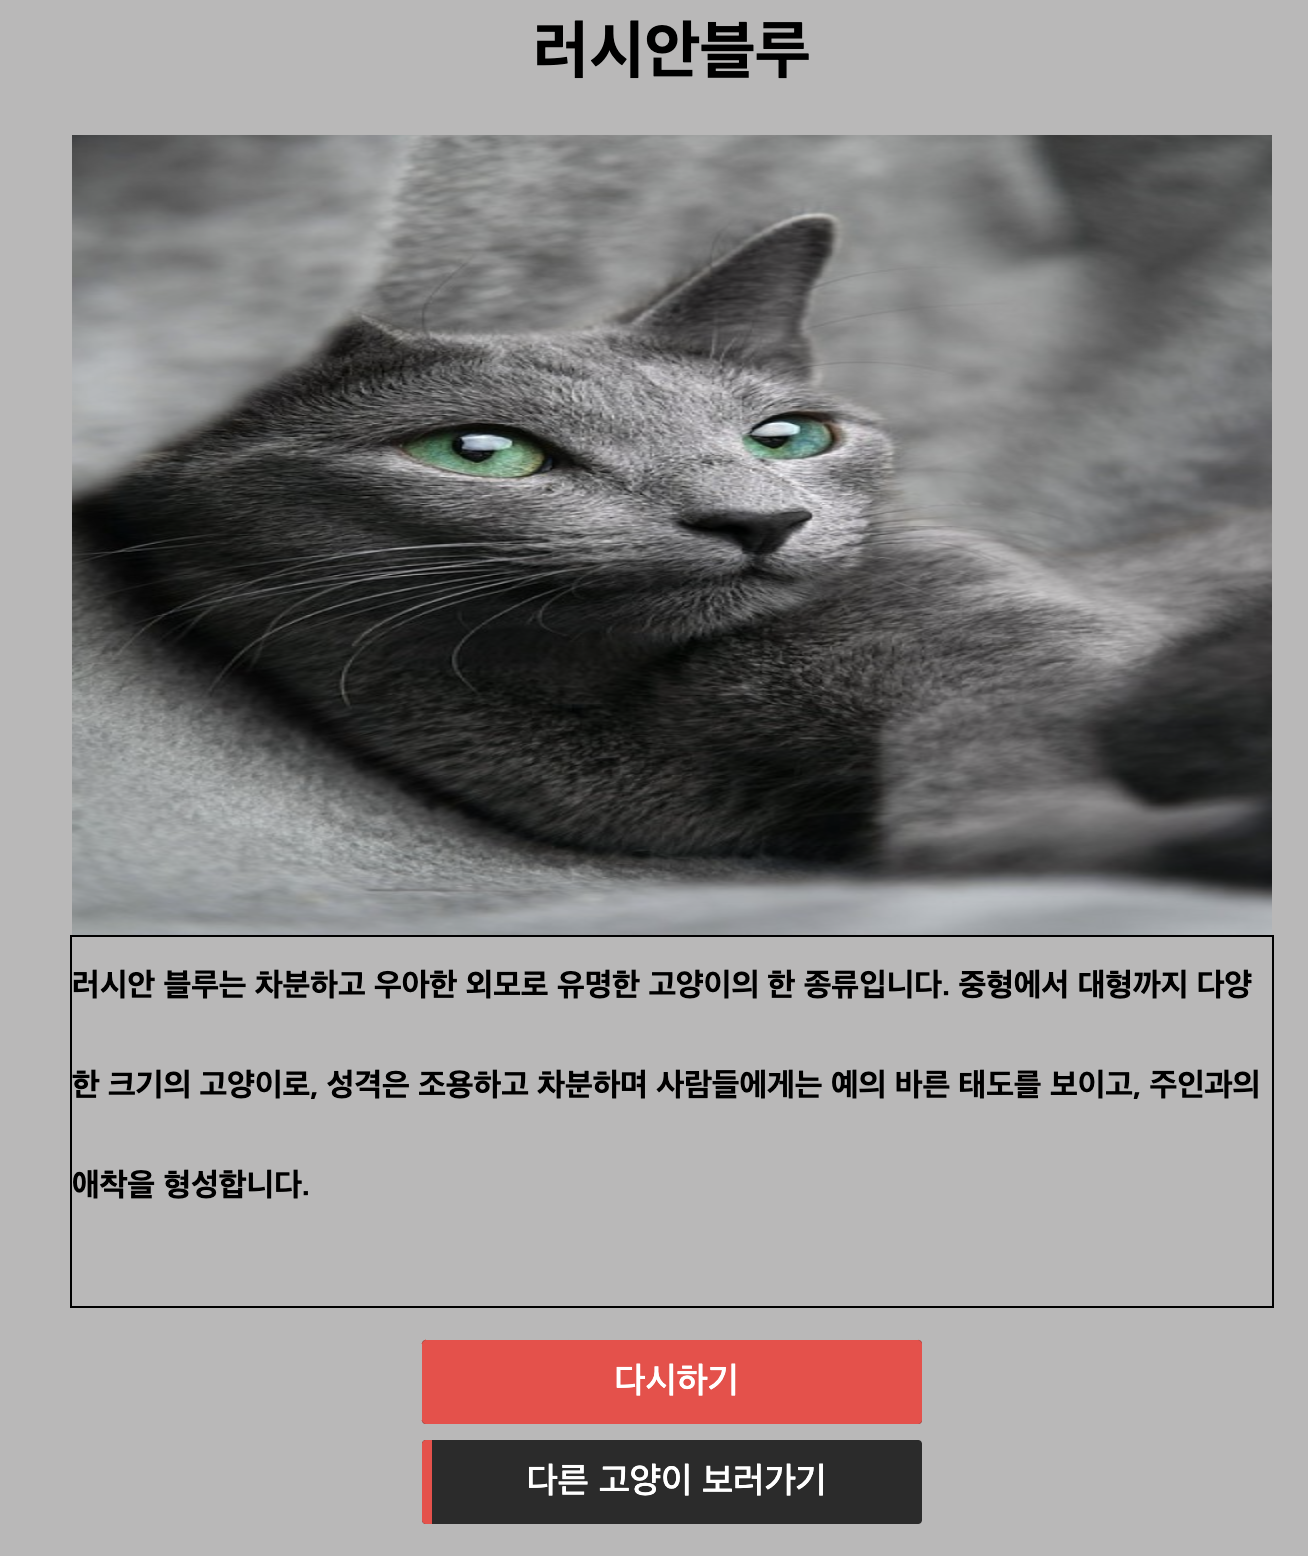 러시안블루
러시안 블루는 차분하고 우아한 외모로 유명한 고양이의 한 종류입니다. 중형에서 대형까지 다양
한 크기의 고양이로, 성격은 조용하고 차분하며 사람들에게는 예의 바른 태도를 보이고, 주인과의
애착을 형성합니다.
다시하기
다른 고양이 보러가기